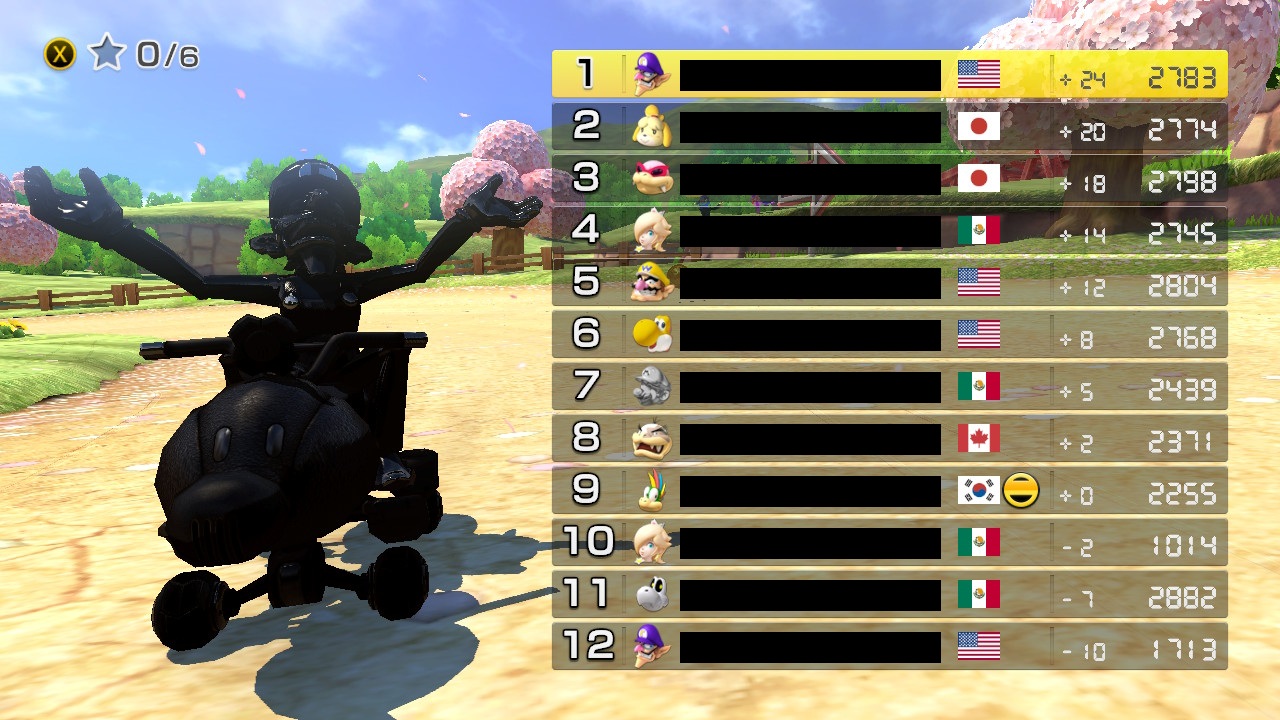 X 0/6
1 + 24 2783
2 + 20 2774
3 + 18 2798
4 + 14 2745
5 + 12 2804
6 + 8 2768
7 + 5 2439
8 + 2 2371
9 + 0 2255
10 - 2 1014
11 - 7 2882
12 - 10 1713